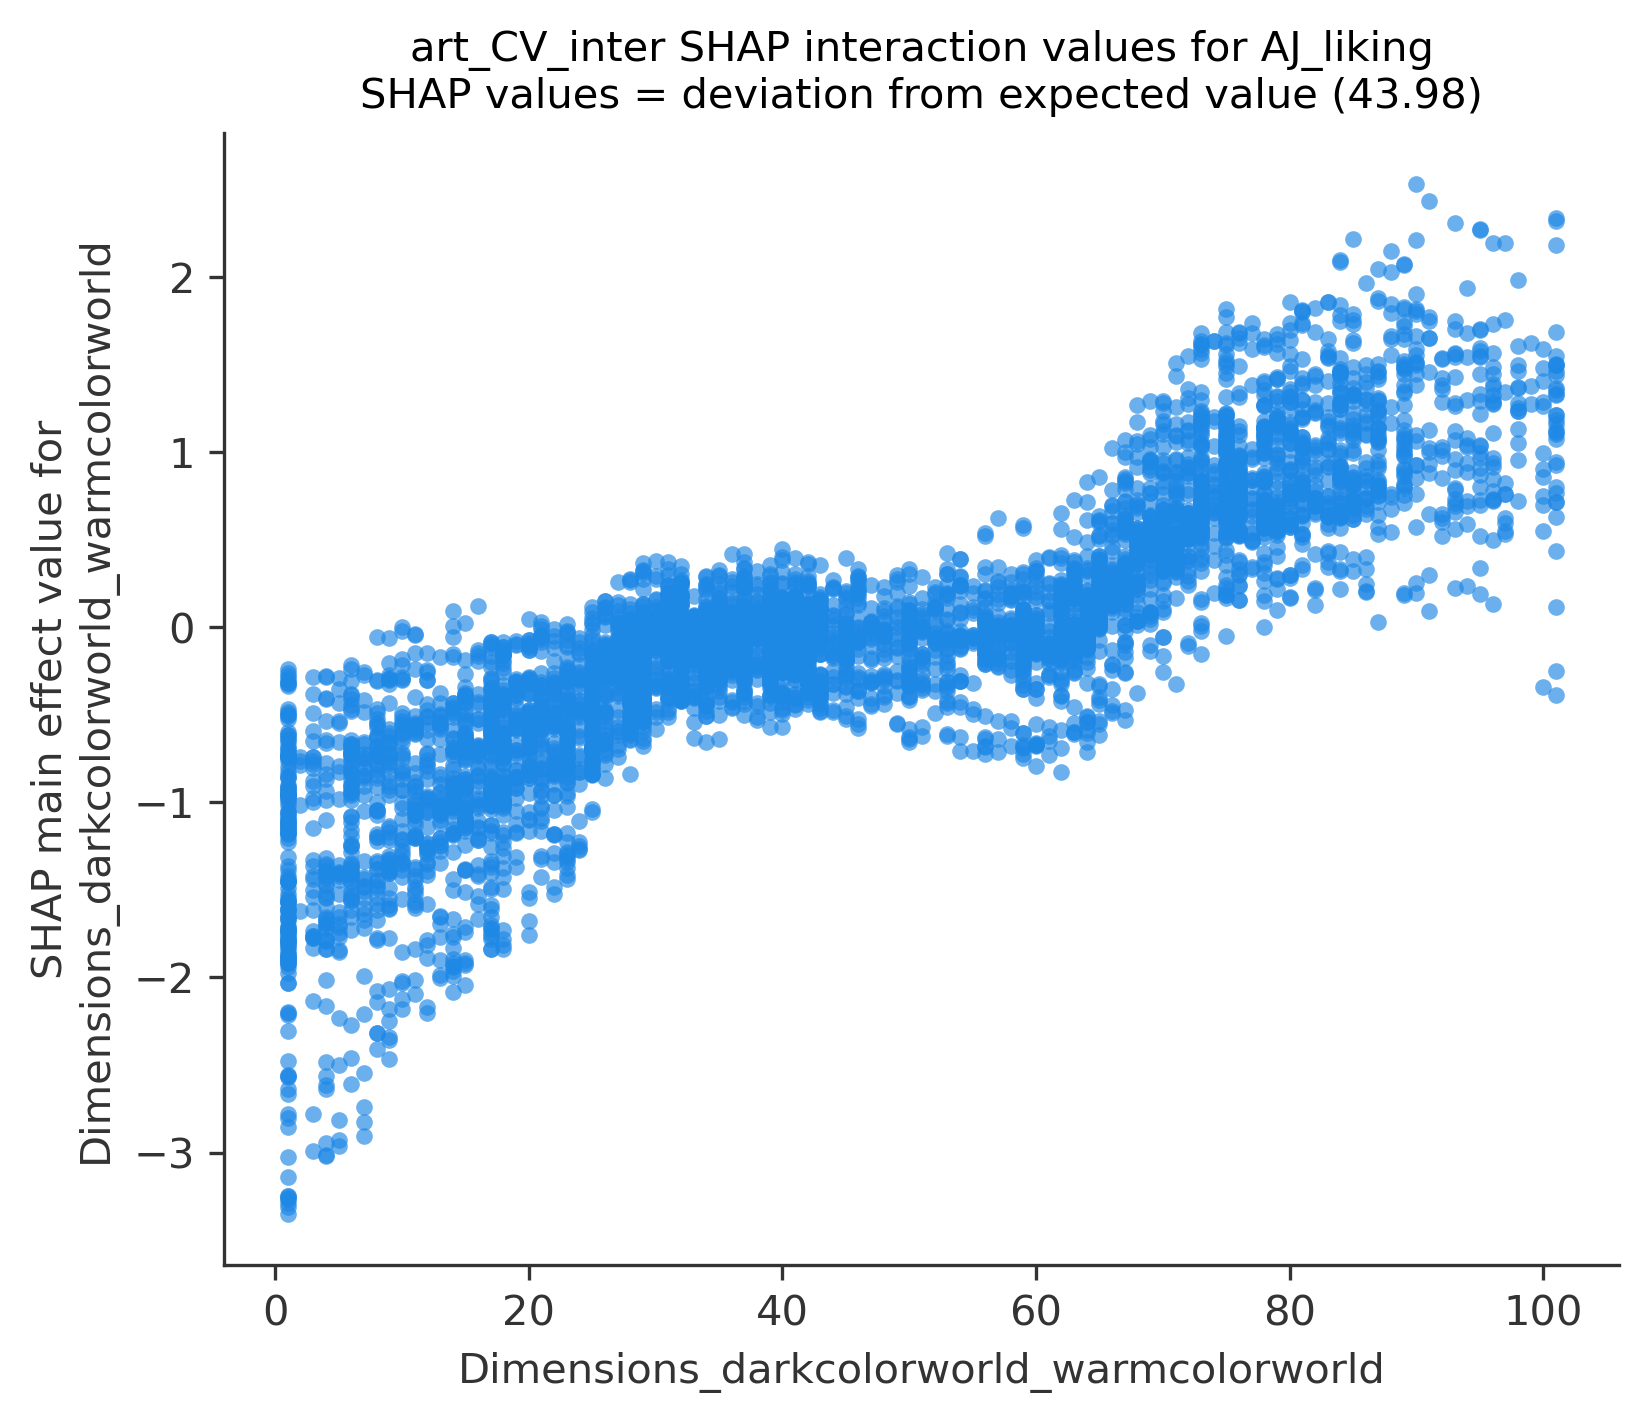 art_CV_inter SHAP interaction values for AJ_liking
SHAP values = deviation from expected value (43.98)
SHAP main effect value for
Dimensions_darkcolorworld_warmcolorworld
2
1
0
−1
−2
−3
0
20
40
60
80
100
Dimensions_darkcolorworld_warmcolorworld